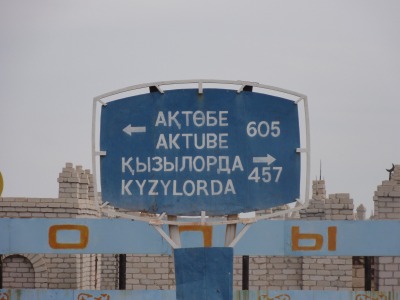 АҚТӨБЕ
AKTUBE 605
ҚЫЗЫЛОРДА
KYZYLORDA 457
О Л Ы